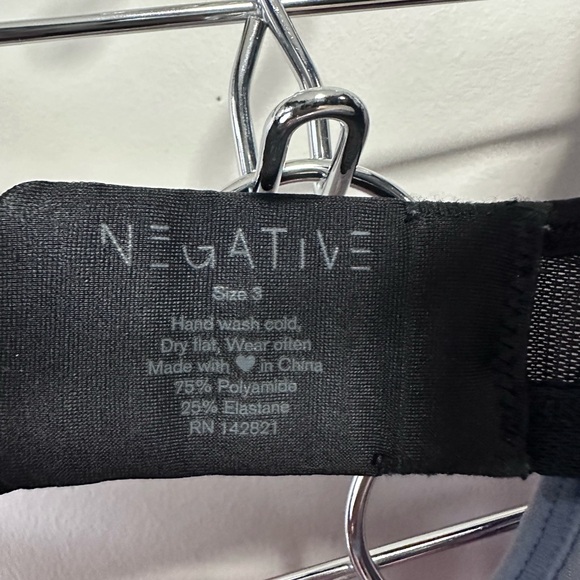 NEGATIVE
Size 3
Hand wash cold,
Dry flat, Wear often
Made with ♥ in China
75% Polyamide
25% Elastane
RN 142821